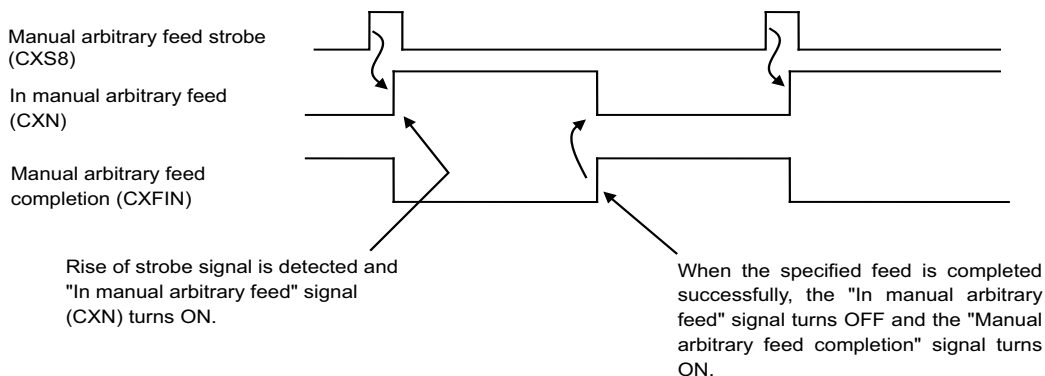 Manual arbitrary feed strobe
(CXS8)
In manual arbitrary feed
(CXN)
Manual arbitrary feed
completion (CXFIN)
Rise of strobe signal is detected and
"In manual arbitrary feed" signal
(CXN) turns ON.
When the specified feed is completed
successfully, the "In manual arbitrary
feed" signal turns OFF and the "Manual
arbitrary feed completion" signal turns
ON.